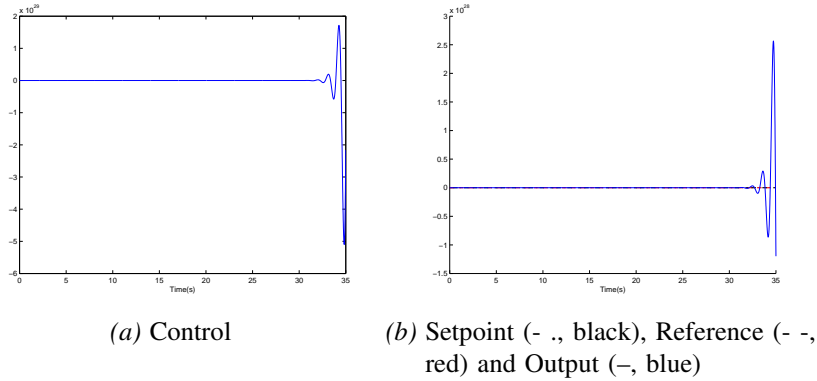 x 10^29
2
1
0
−1
−2
−3
−4
−5
−6
0 5 10 15 20 25 30 35
Time(s)
x 10^28
3
2.5
2
1.5
1
0.5
0
−0.5
−1
−1.5
0 5 10 15 20 25 30 35
Time(s)
(a) Control
(b) Setpoint (- ., black), Reference (- -,
red) and Output (–, blue)